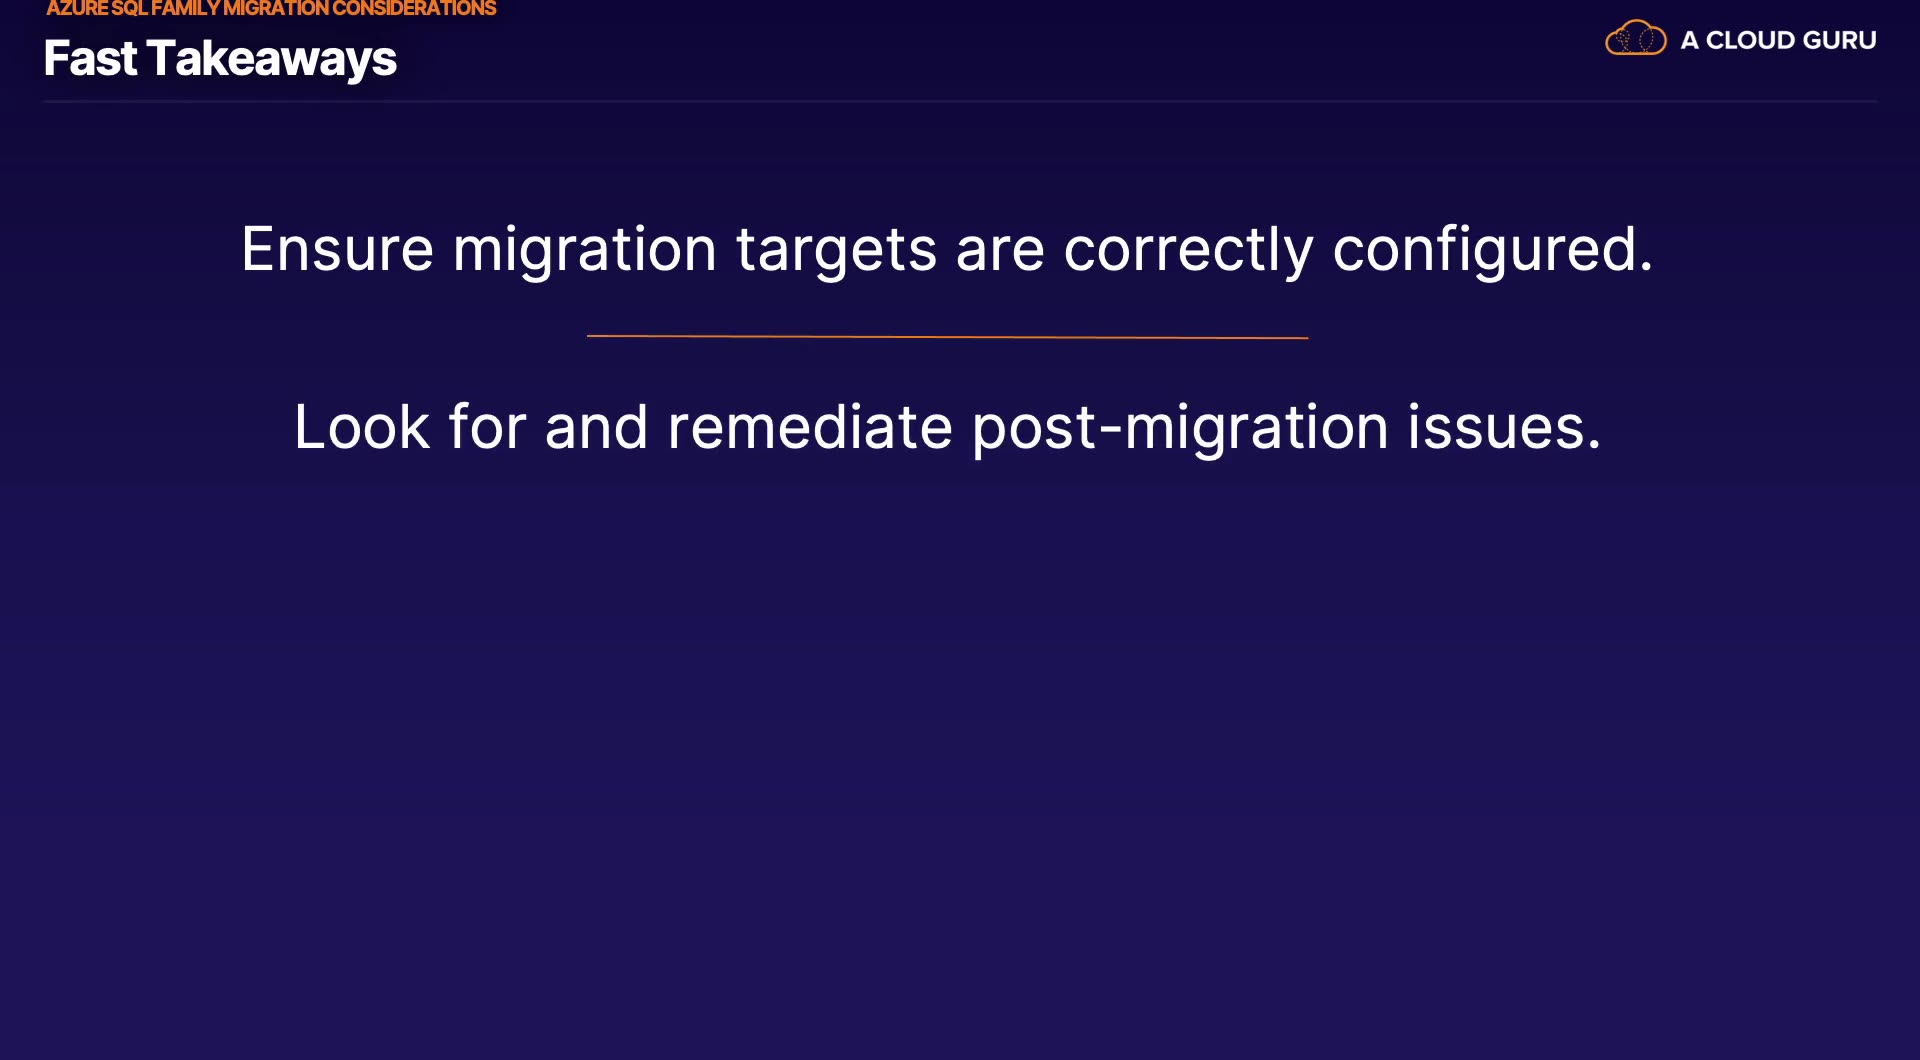 AZURE SQL FAMILY MIGRATION CONSIDERATIONS
Fast Takeaways
A CLOUD GURU
Ensure migration targets are correctly configured.
Look for and remediate post-migration issues.